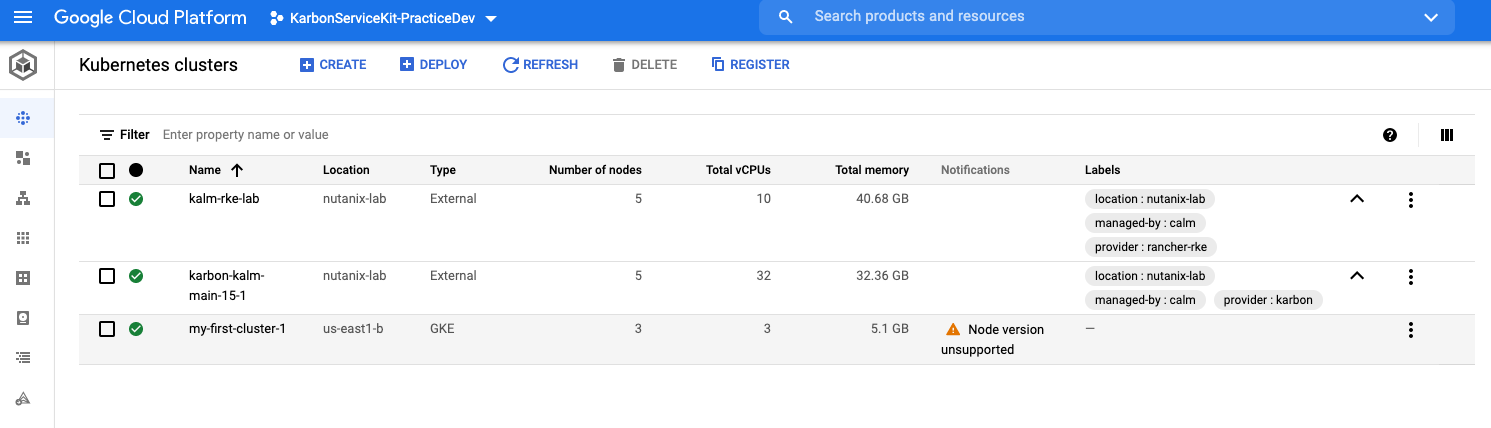 Google Cloud Platform KarbonServiceKit-PracticeDev Search products and resources
Kubernetes clusters CREATE DEPLOY REFRESH DELETE REGISTER
Filter Enter property name or value
Name Location Type Number of nodes Total vCPUs Total memory Notifications Labels
kalm-rke-lab nutanix-lab External 5 10 40.68 GB location : nutanix-lab
managed-by : calm
provider : rancher-rke
karbon-kalm- nutanix-lab External 5 32 32.36 GB location : nutanix-lab
main-15-1 managed-by : calm provider : karbon
my-first-cluster-1 us-east1-b GKE 3 3 5.1 GB Node version —
unsupported